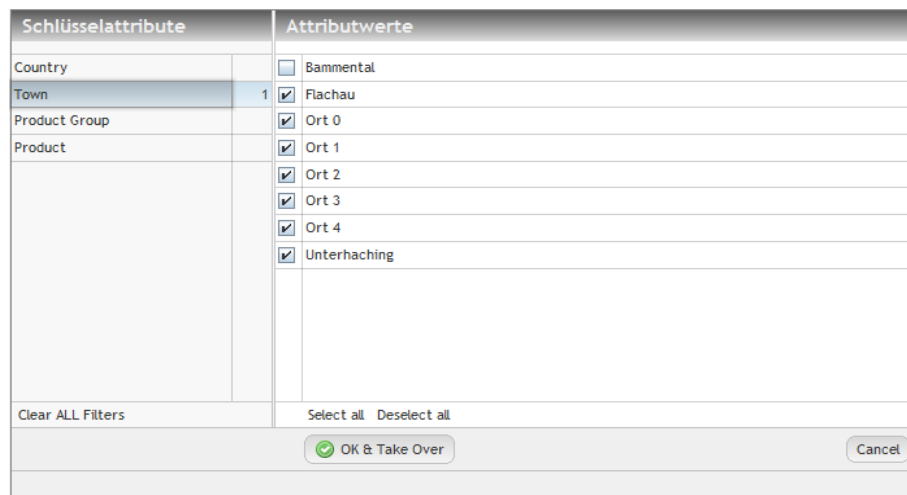 Schlüsselattribute Attributwerte
Country Bammental
Town 1 Flachau
Product Group Ort 0
Product Ort 1
Ort 2
Ort 3
Ort 4
Unterhaching
Clear ALL Filters Select all Deselect all
OK & Take Over Cancel